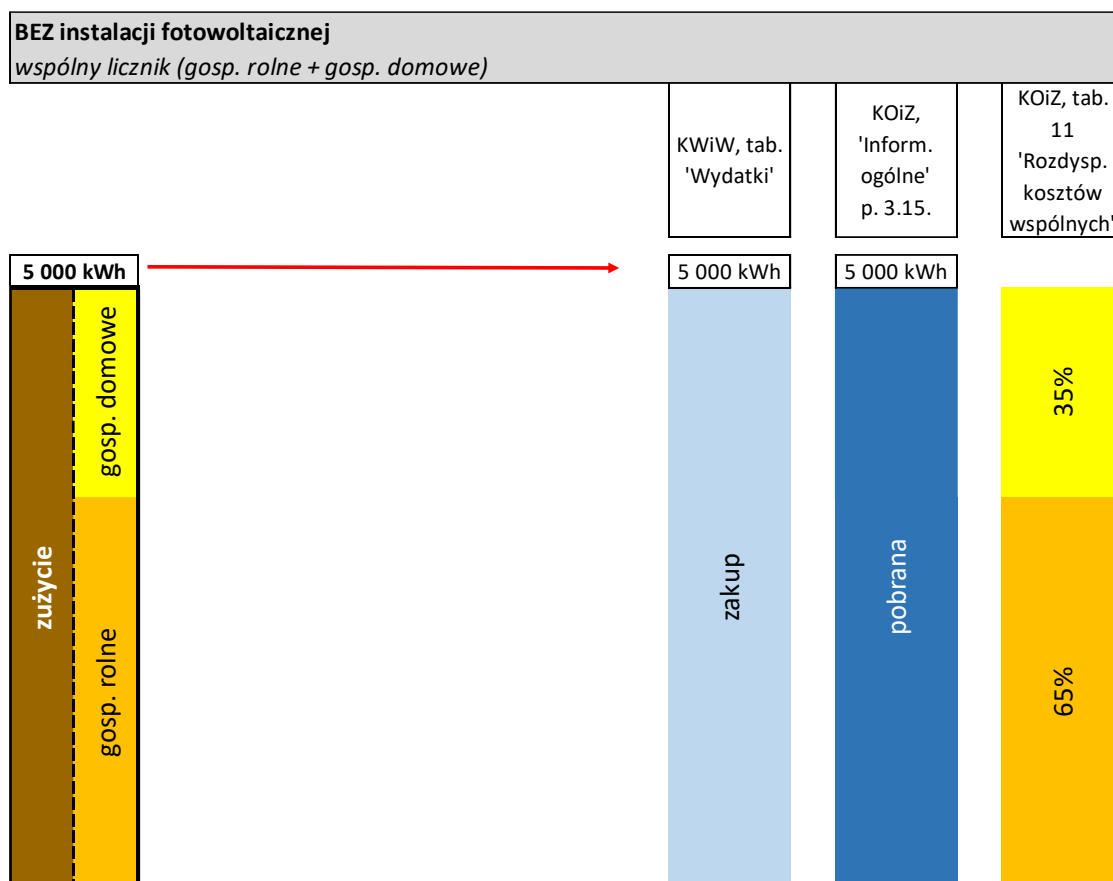 BEZ instalacji fotowoltaicznej
wspólny licznik (gosp. rolne + gosp. domowe)
KWiW, tab.
'Wydatki'
KOiZ,
'Inform.
ogólne'
p. 3.15.
KOiZ, tab.
11
'Rozdysp.
kosztów
wspólnych'
5 000 kWh
5 000 kWh
5 000 kWh
zużycie
gosp. domowe
gosp. rolne
zakup
pobrana
35%
65%